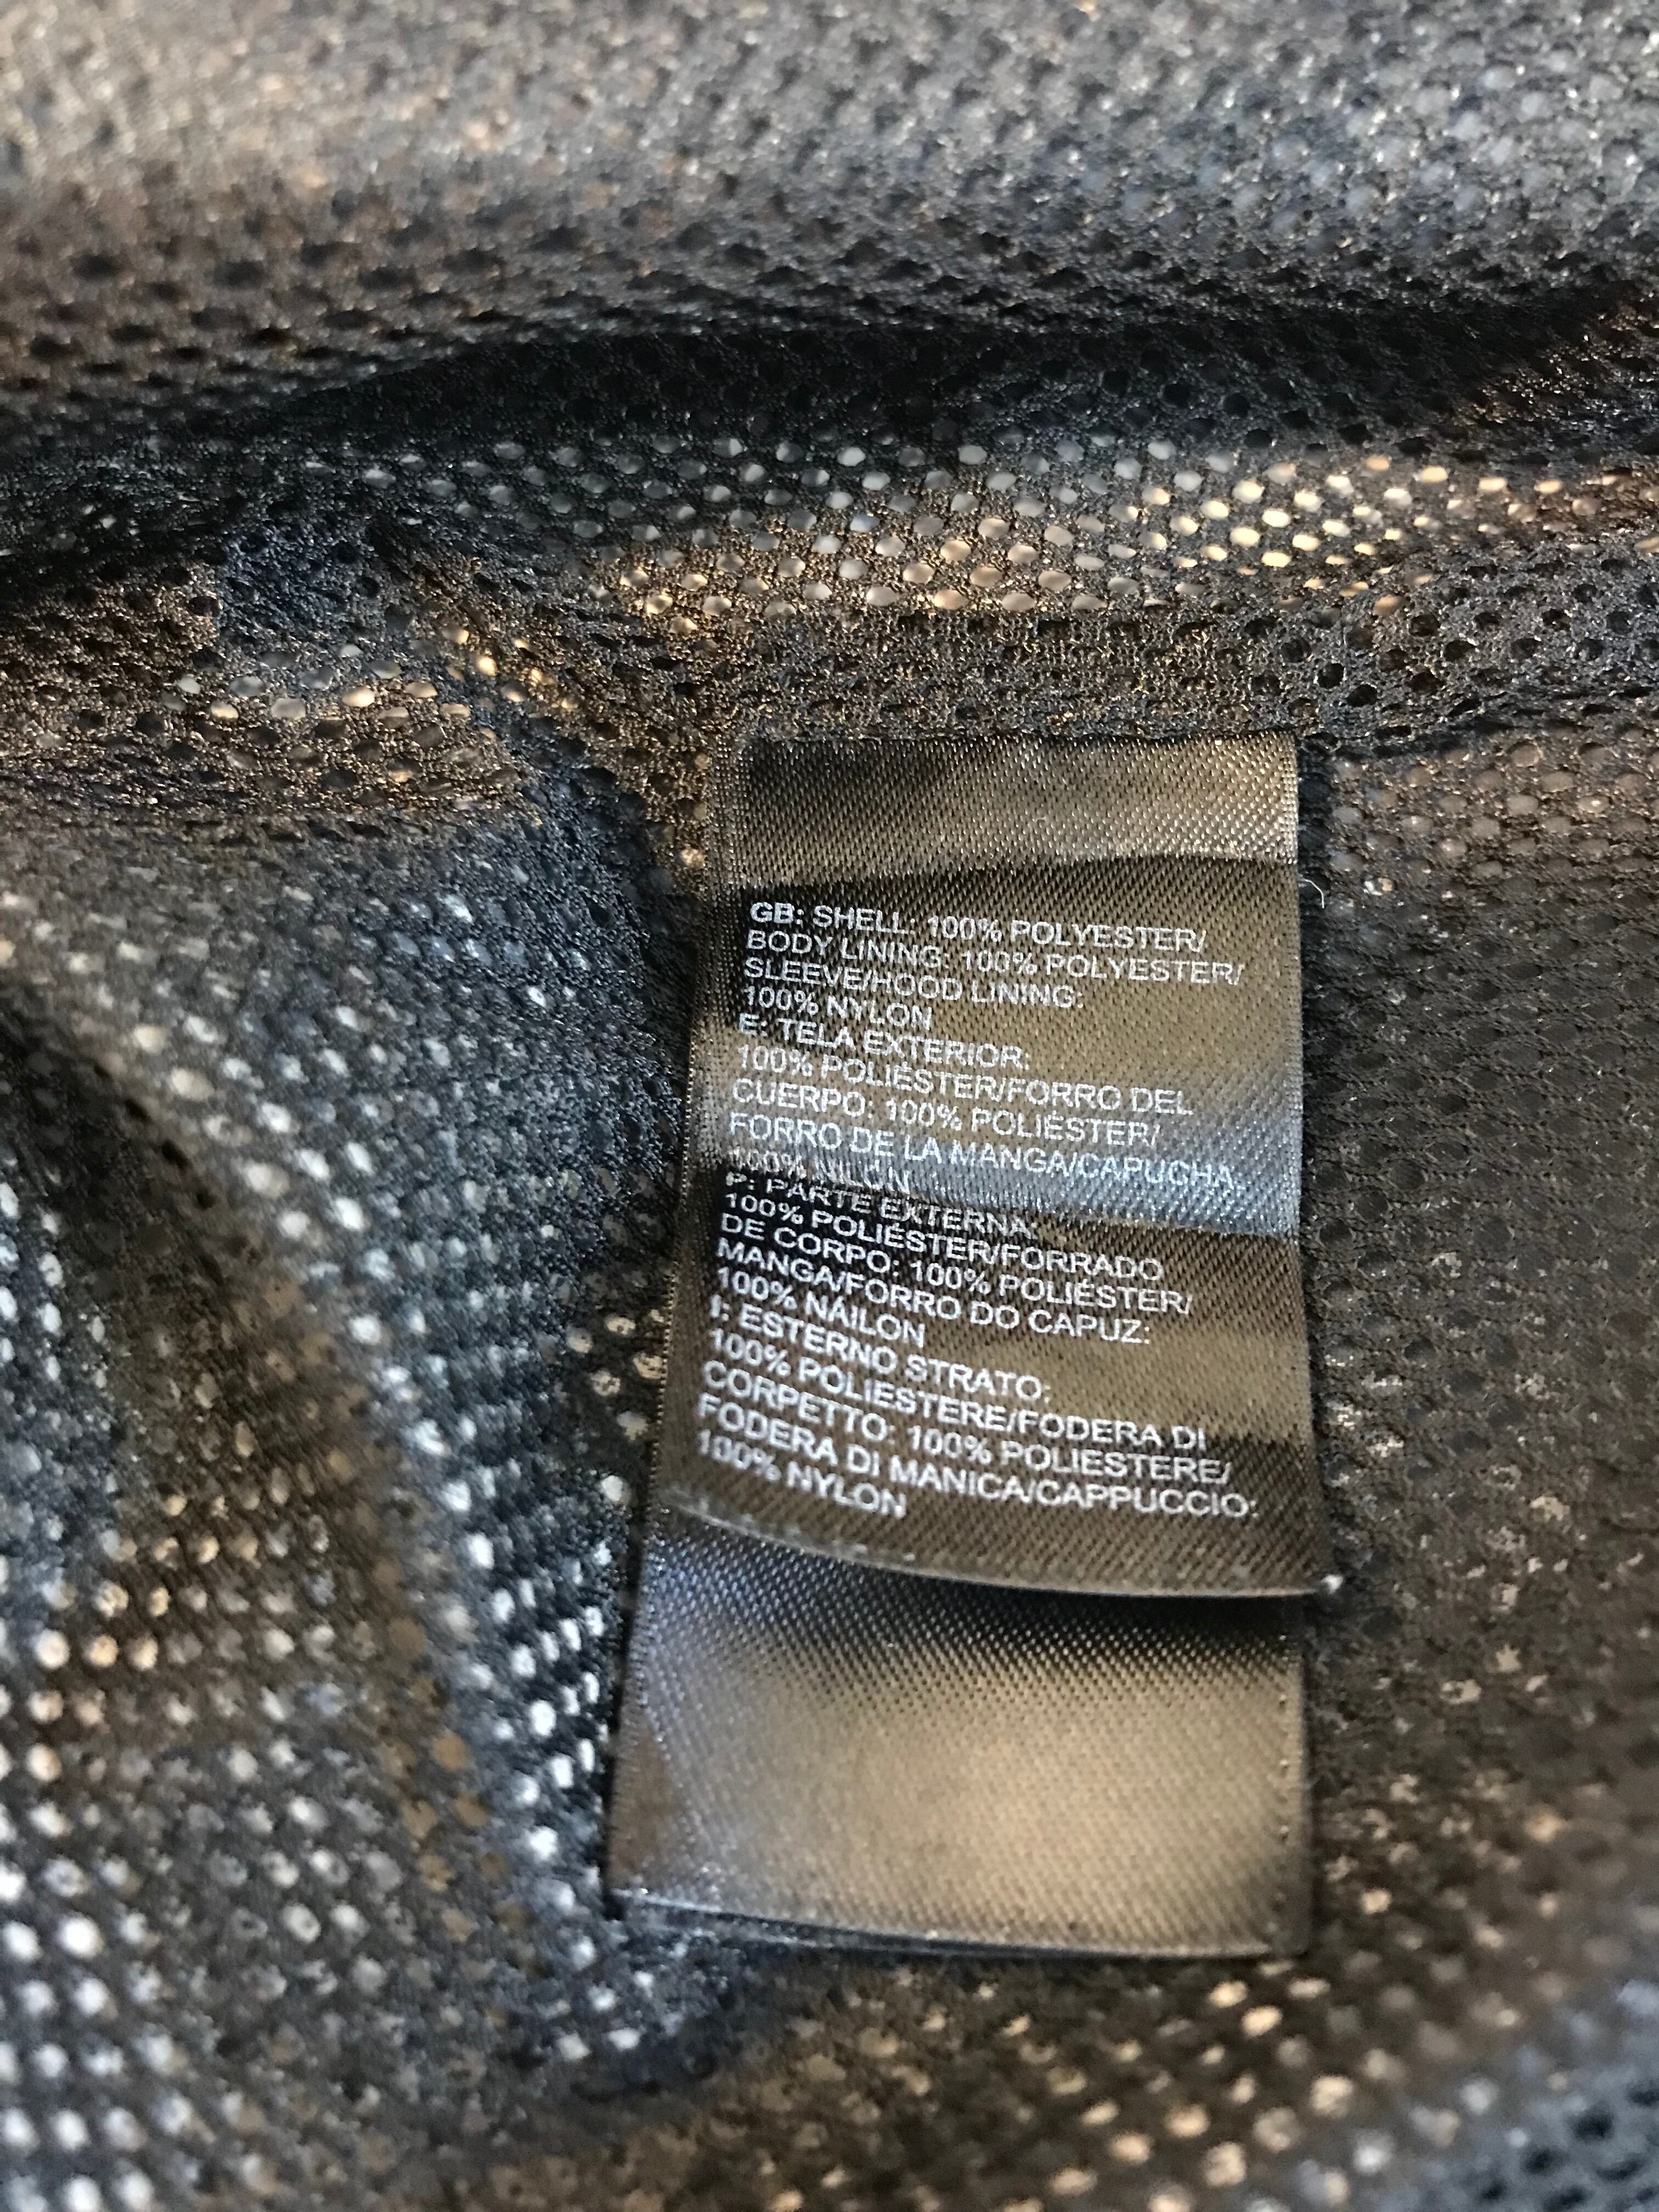 GB: SHELL: 100% POLYESTER/
BODY LINING: 100% POLYESTER/
SLEEVE/HOOD LINING:
100% NYLON
E: TELA EXTERIOR:
100% POLIÉSTER/FORRO DEL
CUERPO: 100% POLIÉSTER/
FORRO DE LA MANGA/CAPUCHA:
100% NILÓN
P: PARTE EXTERNA:
100% POLIÉSTER/FORRADO
DE CORPO: 100% POLIÉSTER/
MANGA/FORRO DO CAPUZ:
100% NÁILON
I: ESTERNO STRATO:
100% POLIESTERE/FODERA DI
CORPETTO: 100% POLIESTERE/
FODERA DI MANICA/CAPPUCCIO:
100% NYLON